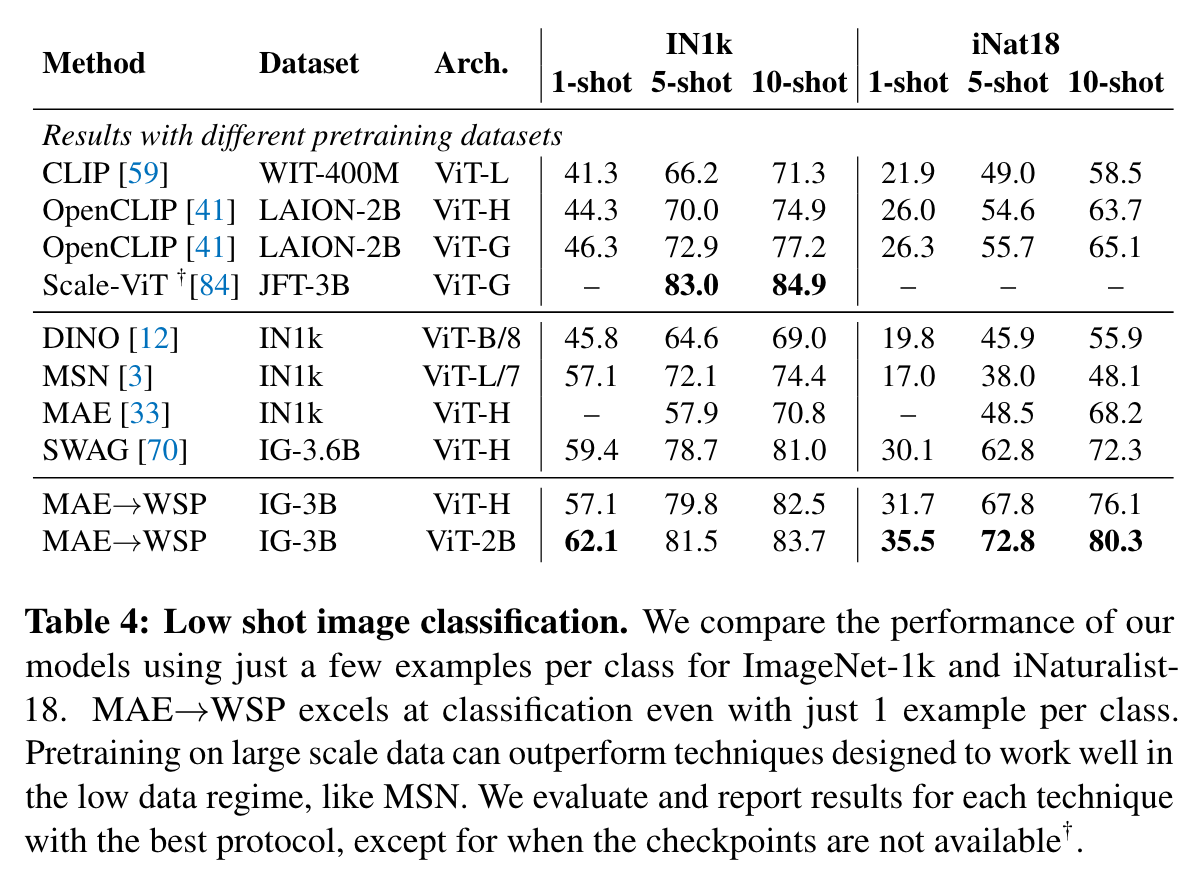 Method Dataset Arch. IN1k iNat18
1-shot 5-shot 10-shot 1-shot 5-shot 10-shot
Results with different pretraining datasets
CLIP [59] WIT-400M ViT-L 41.3 66.2 71.3 21.9 49.0 58.5
OpenCLIP [41] LAION-2B ViT-H 44.3 70.0 74.9 26.0 54.6 63.7
OpenCLIP [41] LAION-2B ViT-G 46.3 72.9 77.2 26.3 55.7 65.1
Scale-ViT †[84] JFT-3B ViT-G – 83.0 84.9 – – –
DINO [12] IN1k ViT-B/8 45.8 64.6 69.0 19.8 45.9 55.9
MSN [3] IN1k ViT-L/7 57.1 72.1 74.4 17.0 38.0 48.1
MAE [33] IN1k ViT-H – 57.9 70.8 – 48.5 68.2
SWAG [70] IG-3.6B ViT-H 59.4 78.7 81.0 30.1 62.8 72.3
MAE→WSP IG-3B ViT-H 57.1 79.8 82.5 31.7 67.8 76.1
MAE→WSP IG-3B ViT-2B 62.1 81.5 83.7 35.5 72.8 80.3
Table 4: Low shot image classification. We compare the performance of our
models using just a few examples per class for ImageNet-1k and iNaturalist-
18. MAE→WSP excels at classification even with just 1 example per class.
Pretraining on large scale data can outperform techniques designed to work well in
the low data regime, like MSN. We evaluate and report results for each technique
with the best protocol, except for when the checkpoints are not available†.